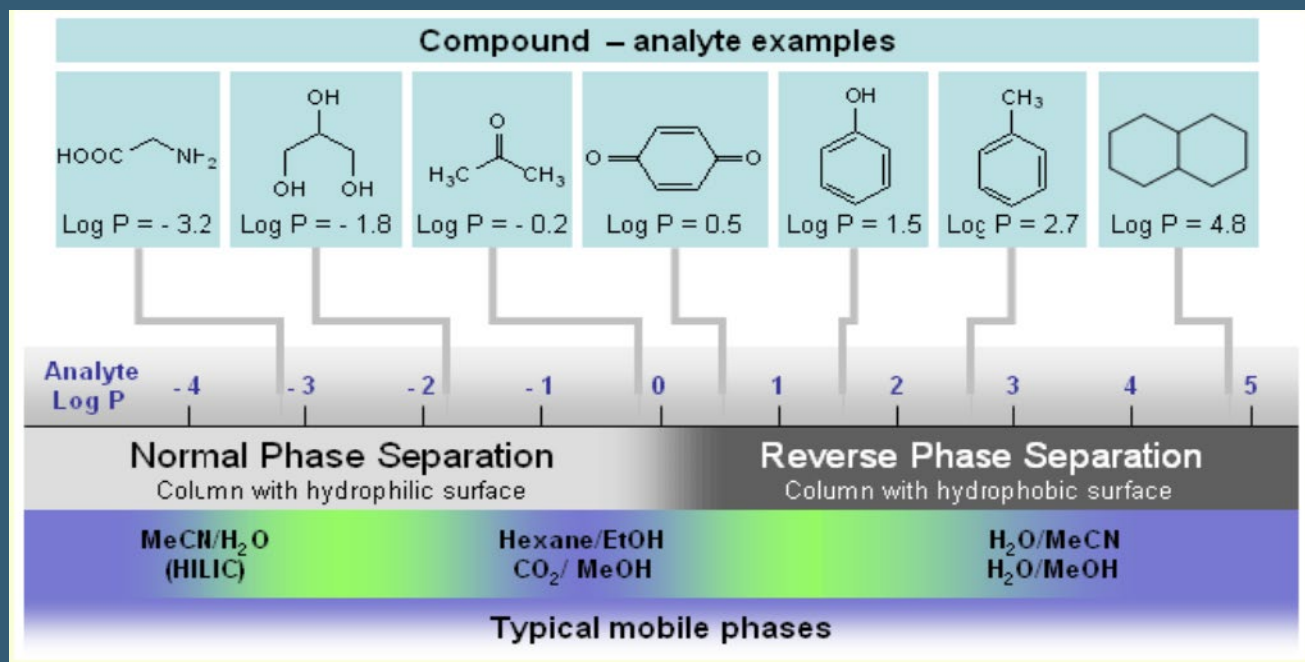 Compound – analyte examples
HOOC NH₂
Log P = - 3.2
OH
OH OH
Log P = - 1.8
O
H₃C CH₃
Log P = - 0.2
O O
Log P = 0.5
OH
Log P = 1.5
CH₃
Log P = 2.7
Log P = 4.8
Analyte
Log P
- 4 - 3 - 2 - 1 0 1 2 3 4 5
Normal Phase Separation
Column with hydrophilic surface
Reverse Phase Separation
Column with hydrophobic surface
MeCN/H₂O
(HILIC)
Hexane/EtOH
CO₂/ MeOH
H₂O/MeCN
H₂O/MeOH
Typical mobile phases